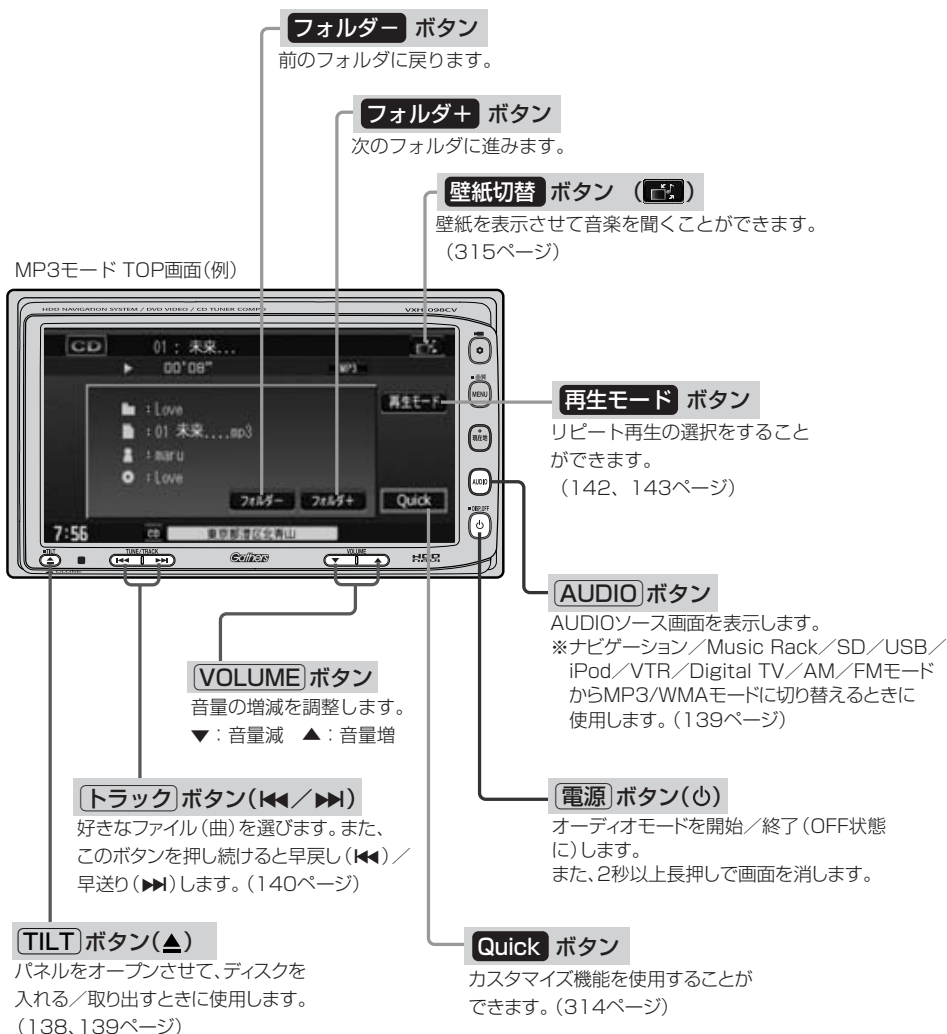 フォルダー ボタン
前のフォルダに戻ります。
フォルダ＋ ボタン
次のフォルダに進みます。
壁紙切替 ボタン （ ）
壁紙を表示させて音楽を聞くことができます。
（315ページ）
MP3モード TOP画面（例）
HDD NAVIGATION SYSTEM / DVD VIDEO / CD TUNER COMPO
VXH-098CV
CD
01 : 未来...
▶ 00'08"
MP3
再生モード
: Love
: 01 未来....mp3
: maru
: Love
フォルダー
フォルダ+
Quick
7:56
CD
東京都港区北青山
■音質
MENU
現在地
AUDIO
■DISP.OFF
■TILT
TUNE/TRACK
Gathers
VOLUME
再生モード ボタン
リピート再生の選択をすること
ができます。
（142、143ページ）
AUDIO ボタン
AUDIOソース画面を表示します。
※ナビゲーション／Music Rack／SD／USB／
iPod／VTR／Digital TV／AM／FMモード
からMP3/WMAモードに切り替えるときに
使用します。（139ページ）
VOLUME ボタン
音量の増減を調整します。
▼：音量減 ▲：音量増
トラック ボタン（⏮／⏭）
好きなファイル（曲）を選びます。また、
このボタンを押し続けると早戻し（⏮）／
早送り（⏭）します。（140ページ）
電源 ボタン（⏻）
オーディオモードを開始／終了（OFF状態
に）します。
また、2秒以上長押しで画面を消します。
TILT ボタン（⏏）
パネルをオープンさせて、ディスクを
入れる／取り出すときに使用します。
（138、139ページ）
Quick ボタン
カスタマイズ機能を使用することが
できます。（314ページ）